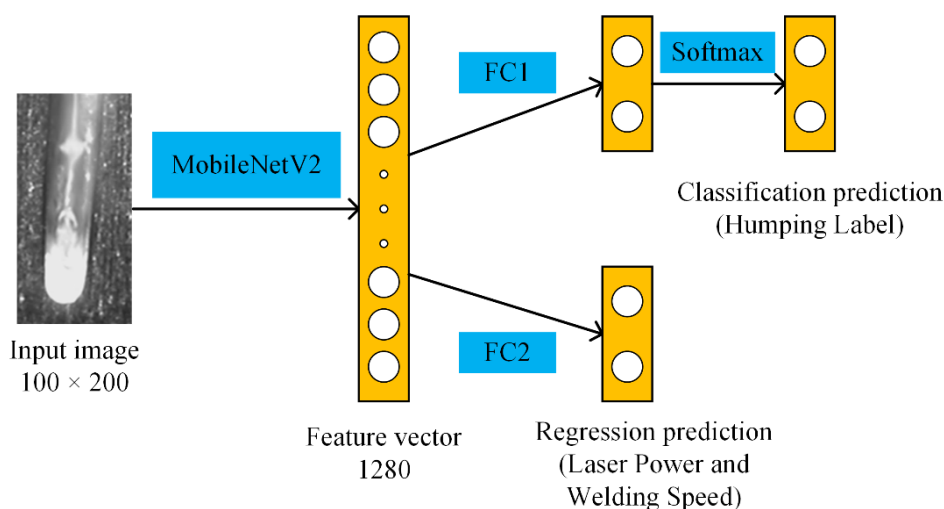 MobileNetV2
Input image
100 × 200
Feature vector
1280
FC1
Softmax
Classification prediction
(Humping Label)
FC2
Regression prediction
(Laser Power and
Welding Speed)